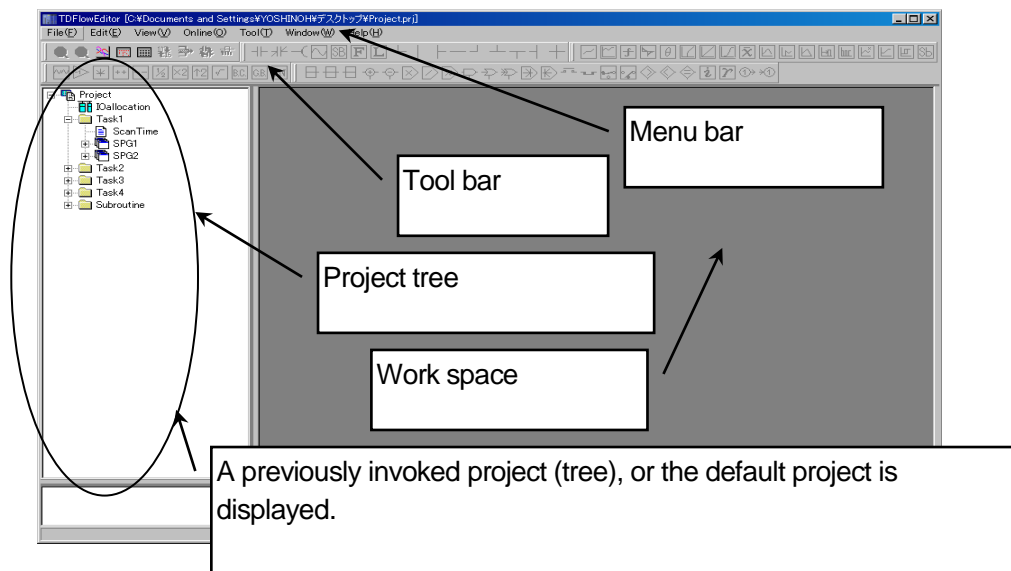 TDFlowEditor [C:¥Documents and Settings¥YOSHINOH¥デスクトップ¥Project.prj]
File(F) Edit(E) View(V) Online(O) Tool(T) Window(W) Help(H)
SB F L
Project
IOallocation
Task1
ScanTime
SPG1
SPG2
Task2
Task3
Task4
Subroutine
Menu bar
Tool bar
Project tree
Work space
A previously invoked project (tree), or the default project is
displayed.